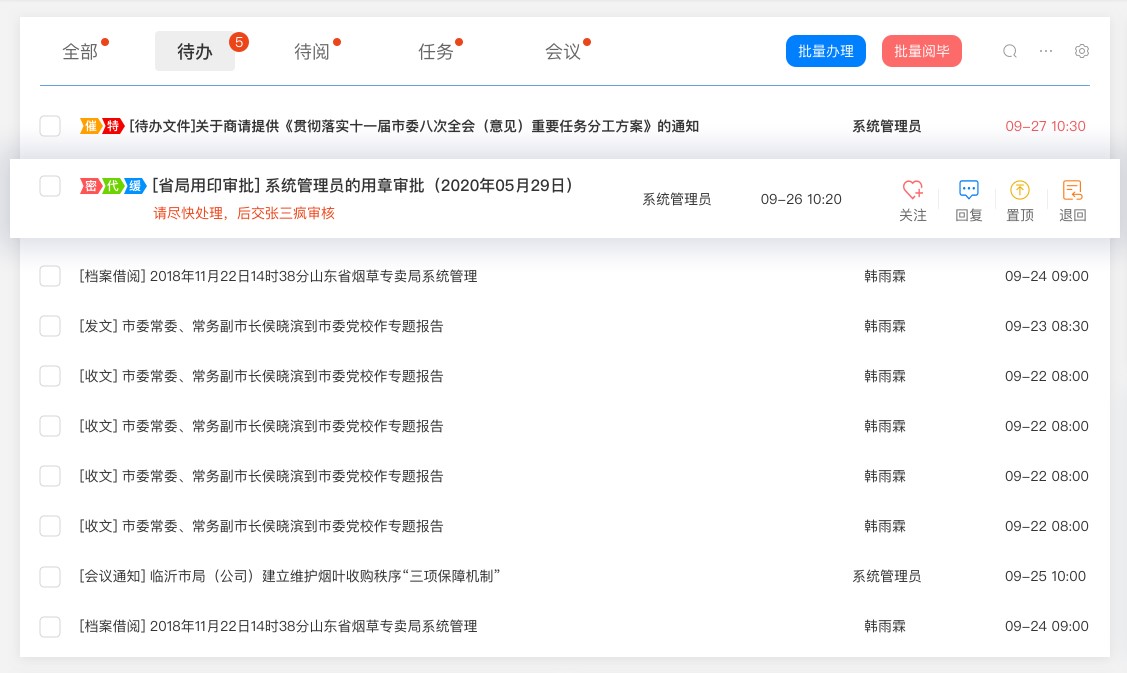 全部 待办 5 待阅 任务 会议 批量办理 批量阅毕
催 特 [待办文件]关于商请提供《贯彻落实十一届市委八次全会（意见）重要任务分工方案》的通知 系统管理员 09-27 10:30
密 代 缓 [省局用印审批] 系统管理员的用章审批（2020年05月29日） 系统管理员 09-26 10:20
请尽快处理，后交张三疯审核 关注 回复 置顶 退回
[档案借阅] 2018年11月22日14时38分山东省烟草专卖局系统管理 韩雨霖 09-24 09:00
[发文] 市委常委、常务副市长侯晓滨到市委党校作专题报告 韩雨霖 09-23 08:30
[收文] 市委常委、常务副市长侯晓滨到市委党校作专题报告 韩雨霖 09-22 08:00
[收文] 市委常委、常务副市长侯晓滨到市委党校作专题报告 韩雨霖 09-22 08:00
[收文] 市委常委、常务副市长侯晓滨到市委党校作专题报告 韩雨霖 09-22 08:00
[收文] 市委常委、常务副市长侯晓滨到市委党校作专题报告 韩雨霖 09-22 08:00
[会议通知] 临沂市局（公司）建立维护烟叶收购秩序“三项保障机制” 系统管理员 09-25 10:00
[档案借阅] 2018年11月22日14时38分山东省烟草专卖局系统管理 韩雨霖 09-24 09:00